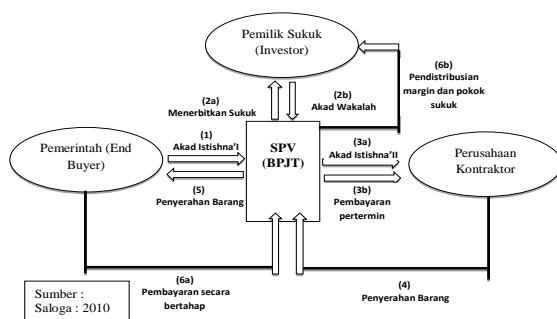 Pemilik Sukuk
(Investor)
(6b)
Pendistribusian
margin dan pokok
sukuk
(2a)
Menerbitkan Sukuk
(2b)
Akad Wakalah
Pemerintah (End
Buyer)
(1)
Akad Istishna'I
SPV
(BPJT)
(3a)
Akad Istishna'II
Perusahaan
Kontraktor
(5)
Penyerahan Barang
(3b)
Pembayaran
pertermin
(6a)
Pembayaran secara
bertahap
(4)
Penyerahan Barang
Sumber :
Saloga : 2010